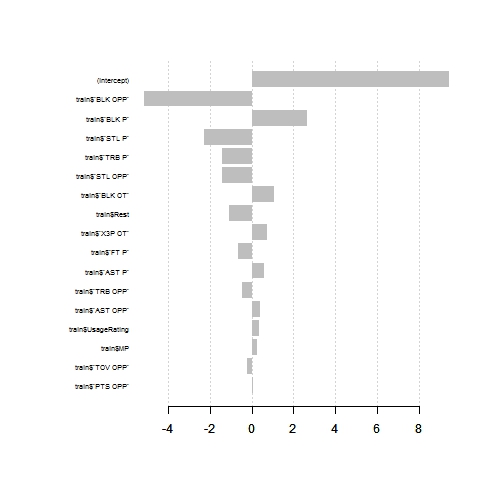 (Intercept)
train$`BLK OPP`
train$`BLK P`
train$`STL P`
train$`TRB P`
train$`STL OPP`
train$`BLK OT`
train$Rest
train$`X3P OT`
train$`FT P`
train$`AST P`
train$`TRB OPP`
train$`AST OPP`
train$UsageRating
train$MP
train$`TOV OPP`
train$`PTS OPP`
-4 -2 0 2 4 6 8